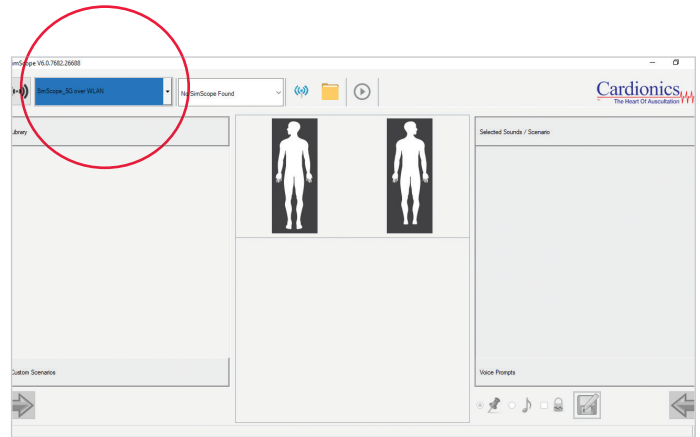 SimScope V6.0.7682.26688
SimScope_5G over WLAN
No SimScope Found
Cardionics
The Heart Of Auscultation
Library
Selected Sounds / Scenario
Custom Scenarios
Voice Prompts